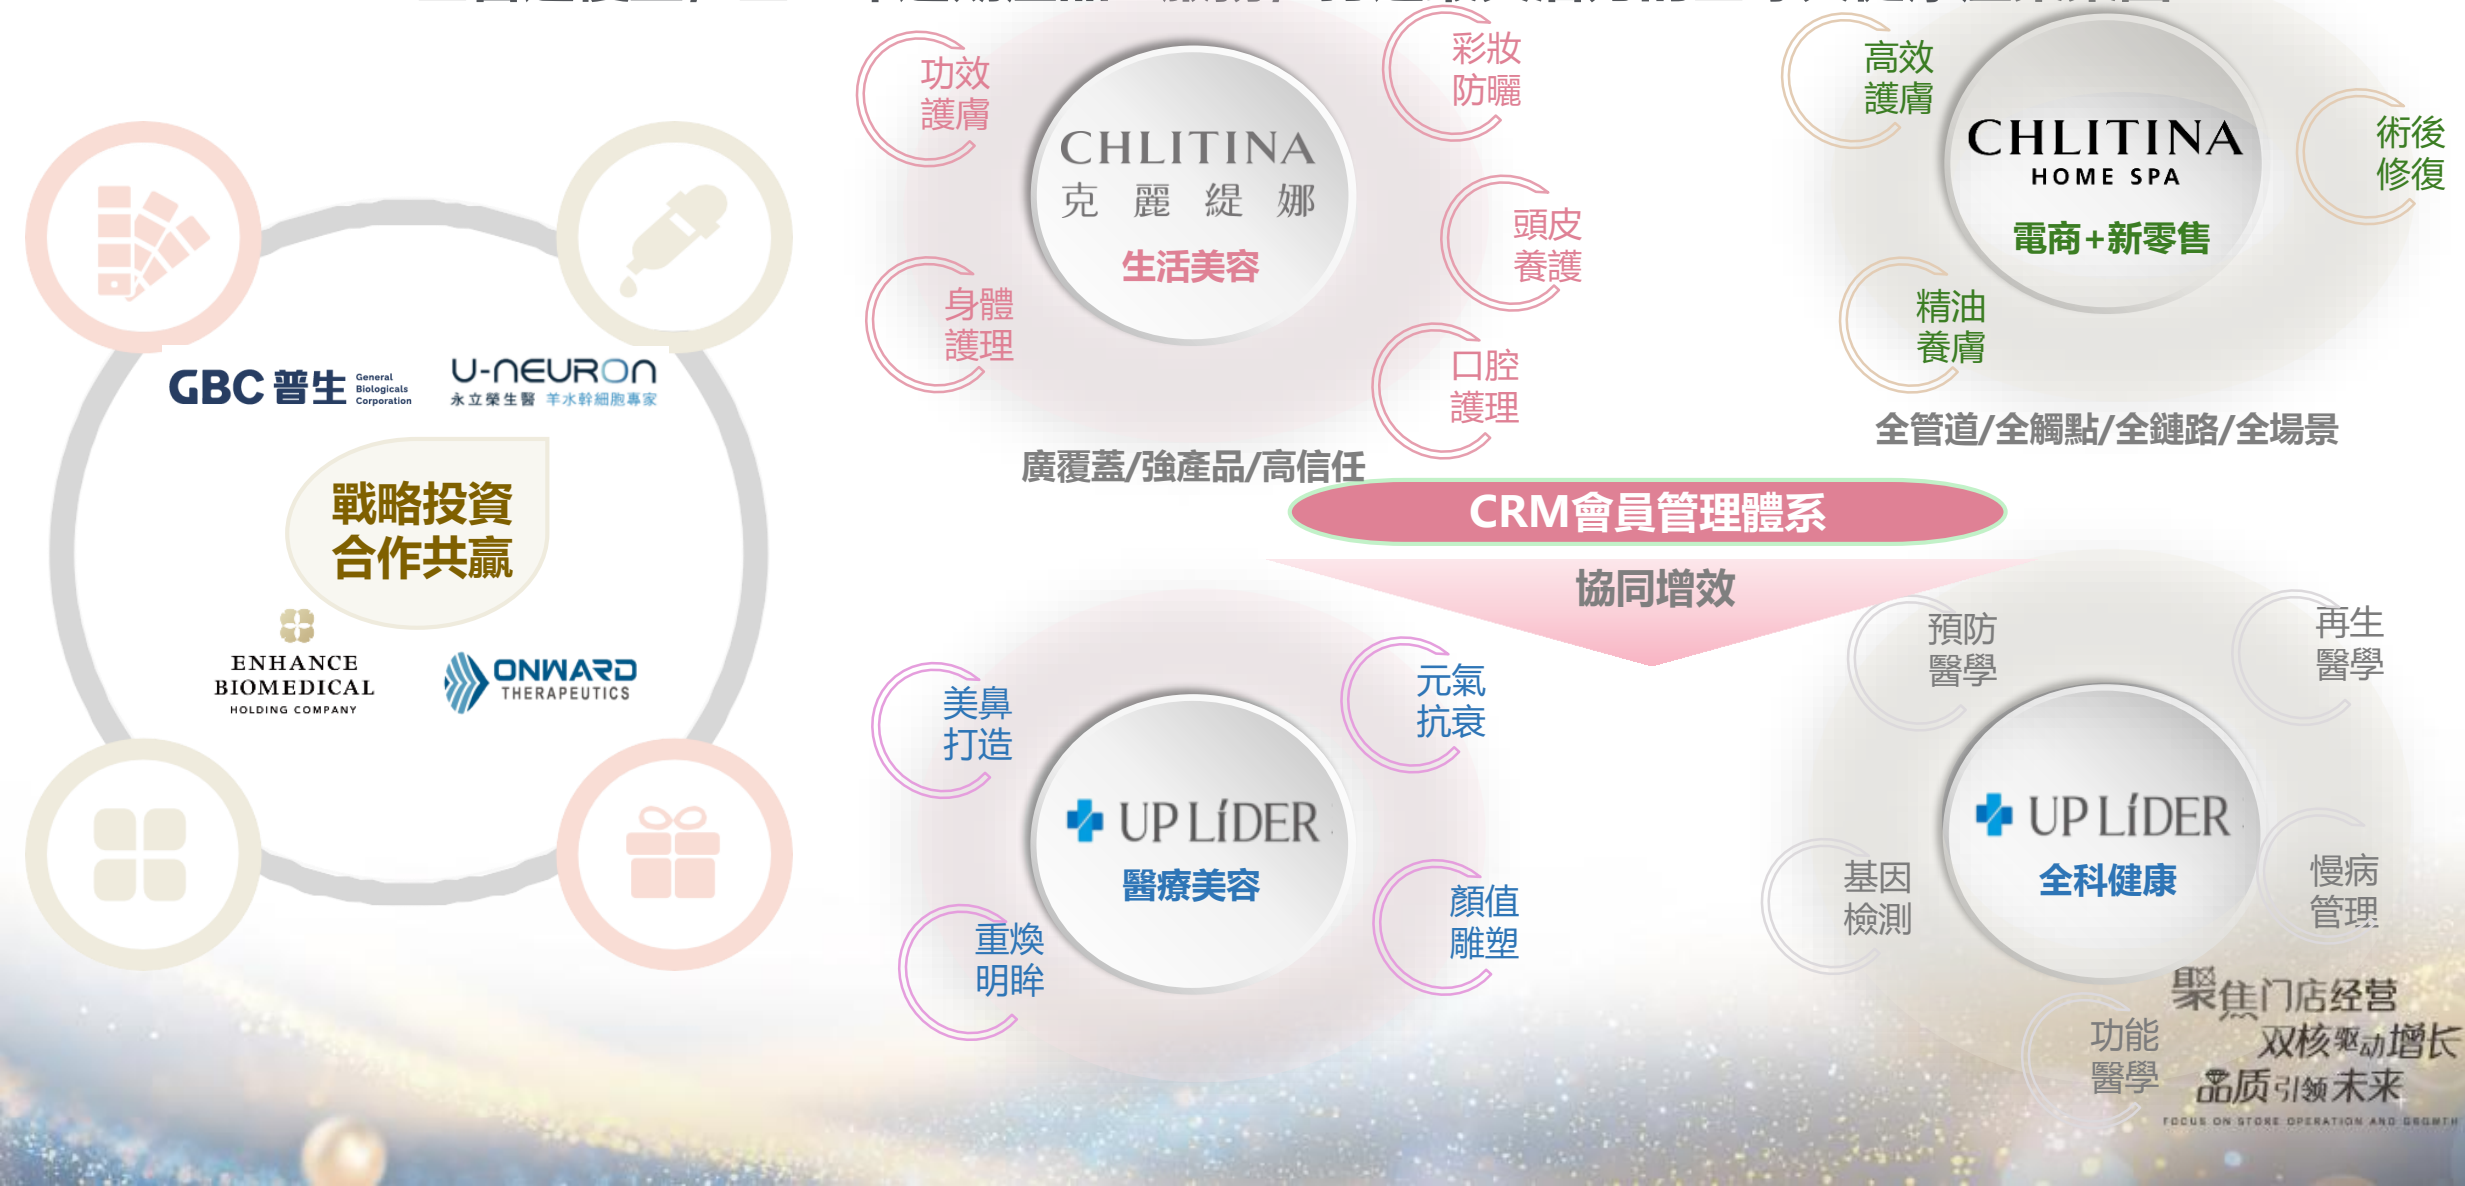 GBC 普生 General
Biologicals
Corporation
U-NEURON
永立榮生醫 羊水幹細胞專家
戰略投資
合作共贏
ENHANCE
BIOMEDICAL
HOLDING COMPANY
ONWARD
THERAPEUTICS
功效
護膚
彩妝
防曬
CHLITINA
克麗緹娜
生活美容
身體
護理
頭皮
養護
口腔
護理
廣覆蓋/強產品/高信任
高效
護膚
CHLITINA
HOME SPA
電商+新零售
術後
修復
精油
養膚
全管道/全觸點/全鏈路/全場景
CRM會員管理體系
協同增效
美鼻
打造
元氣
抗衰
UP LÍDER
醫療美容
重煥
明眸
顏值
雕塑
預防
醫學
再生
醫學
UP LÍDER
全科健康
基因
檢測
慢病
管理
功能
醫學
聚焦门店经营
双核驱动增长
品质引领未来
FOCUS ON STORE OPERATION AND GROWTH